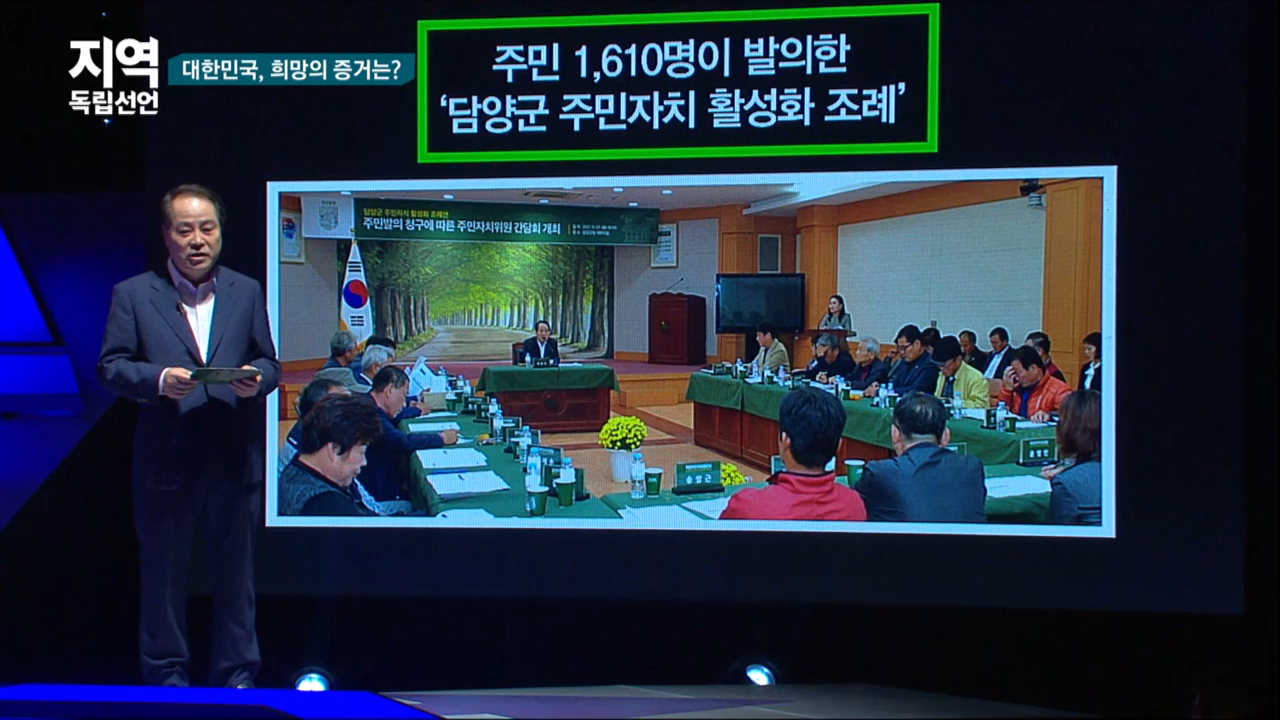 지역
독립선언
대한민국, 희망의 증거는?
주민 1,610명이 발의한
‘담양군 주민자치 활성화 조례’
담양군 주민자치 활성화 조례안
주민발의 청구에 따른 주민자치위원 간담회 개최